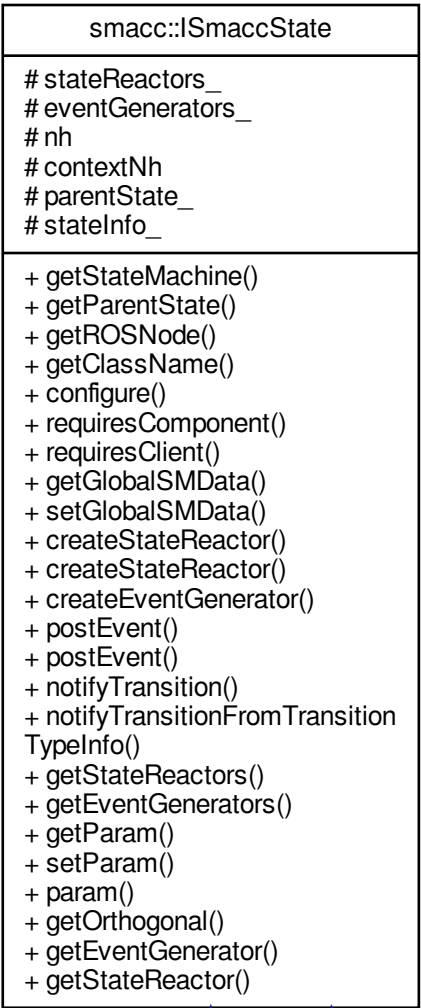 smacc::ISmaccState
# stateReactors_
# eventGenerators_
# nh
# contextNh
# parentState_
# stateInfo_
+ getStateMachine()
+ getParentState()
+ getROSNode()
+ getClassName()
+ configure()
+ requiresComponent()
+ requiresClient()
+ getGlobalSMData()
+ setGlobalSMData()
+ createStateReactor()
+ createStateReactor()
+ createEventGenerator()
+ postEvent()
+ postEvent()
+ notifyTransition()
+ notifyTransitionFromTransition
TypeInfo()
+ getStateReactors()
+ getEventGenerators()
+ getParam()
+ setParam()
+ param()
+ getOrthogonal()
+ getEventGenerator()
+ getStateReactor()